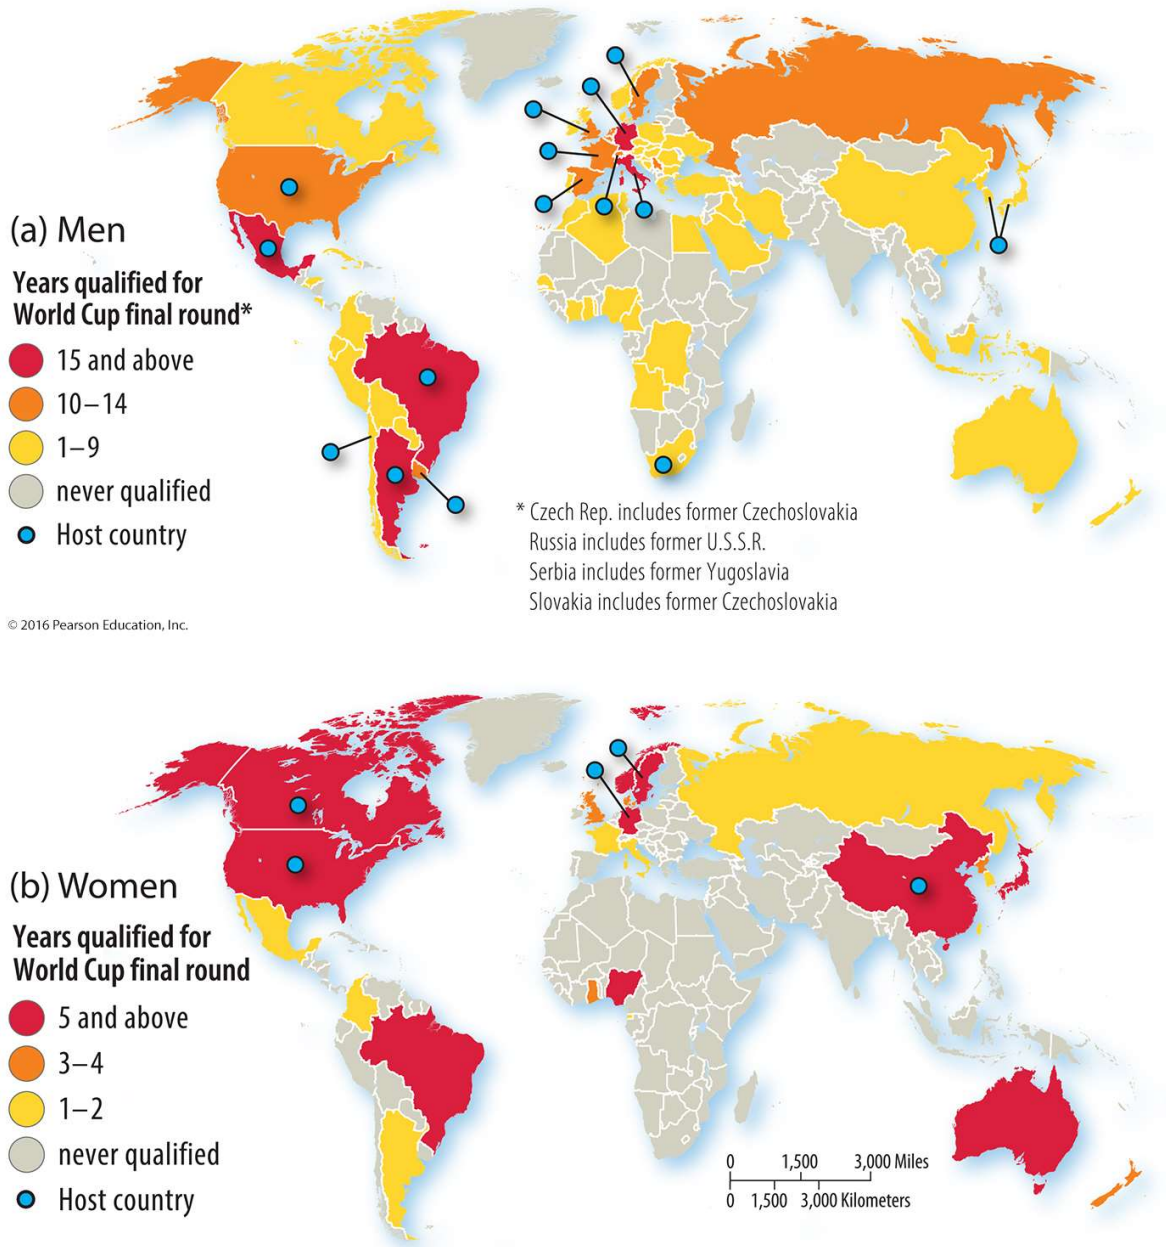 (a) Men
Years qualified for
World Cup final round*
15 and above
10–14
1–9
never qualified
Host country
* Czech Rep. includes former Czechoslovakia
Russia includes former U.S.S.R.
Serbia includes former Yugoslavia
Slovakia includes former Czechoslovakia
© 2016 Pearson Education, Inc.
(b) Women
Years qualified for
World Cup final round
5 and above
3–4
1–2
never qualified
Host country
0 1,500 3,000 Miles
0 1,500 3,000 Kilometers